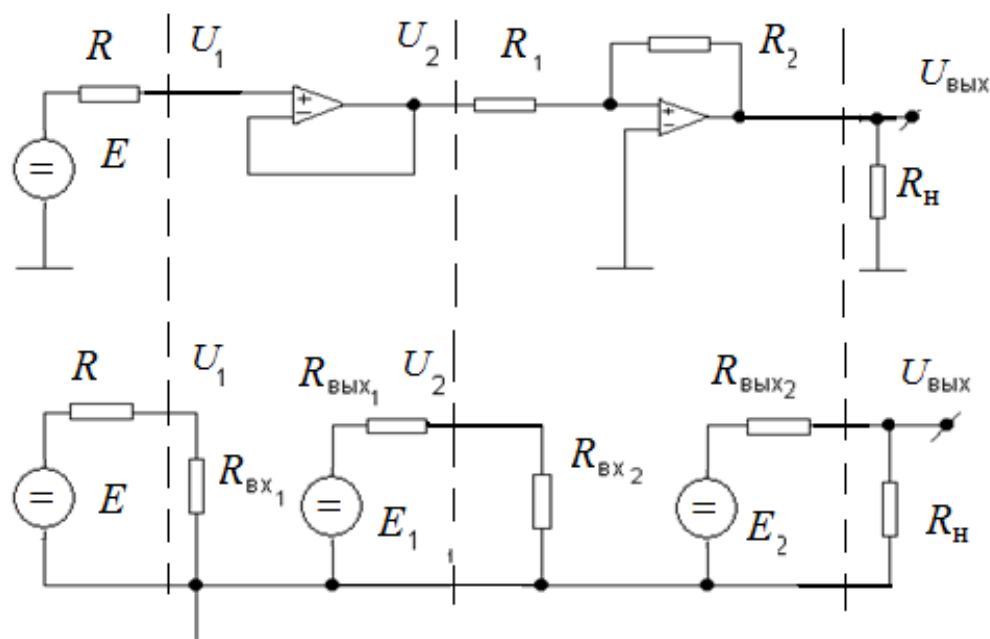 R U₁ U₂ R₁ R₂ Uвых
+
−
+
−
= E Rн
R U₁ Rвых₁ U₂ Rвых₂ Uвых
= E Rвх₁ = E₁ Rвх₂ = E₂ Rн